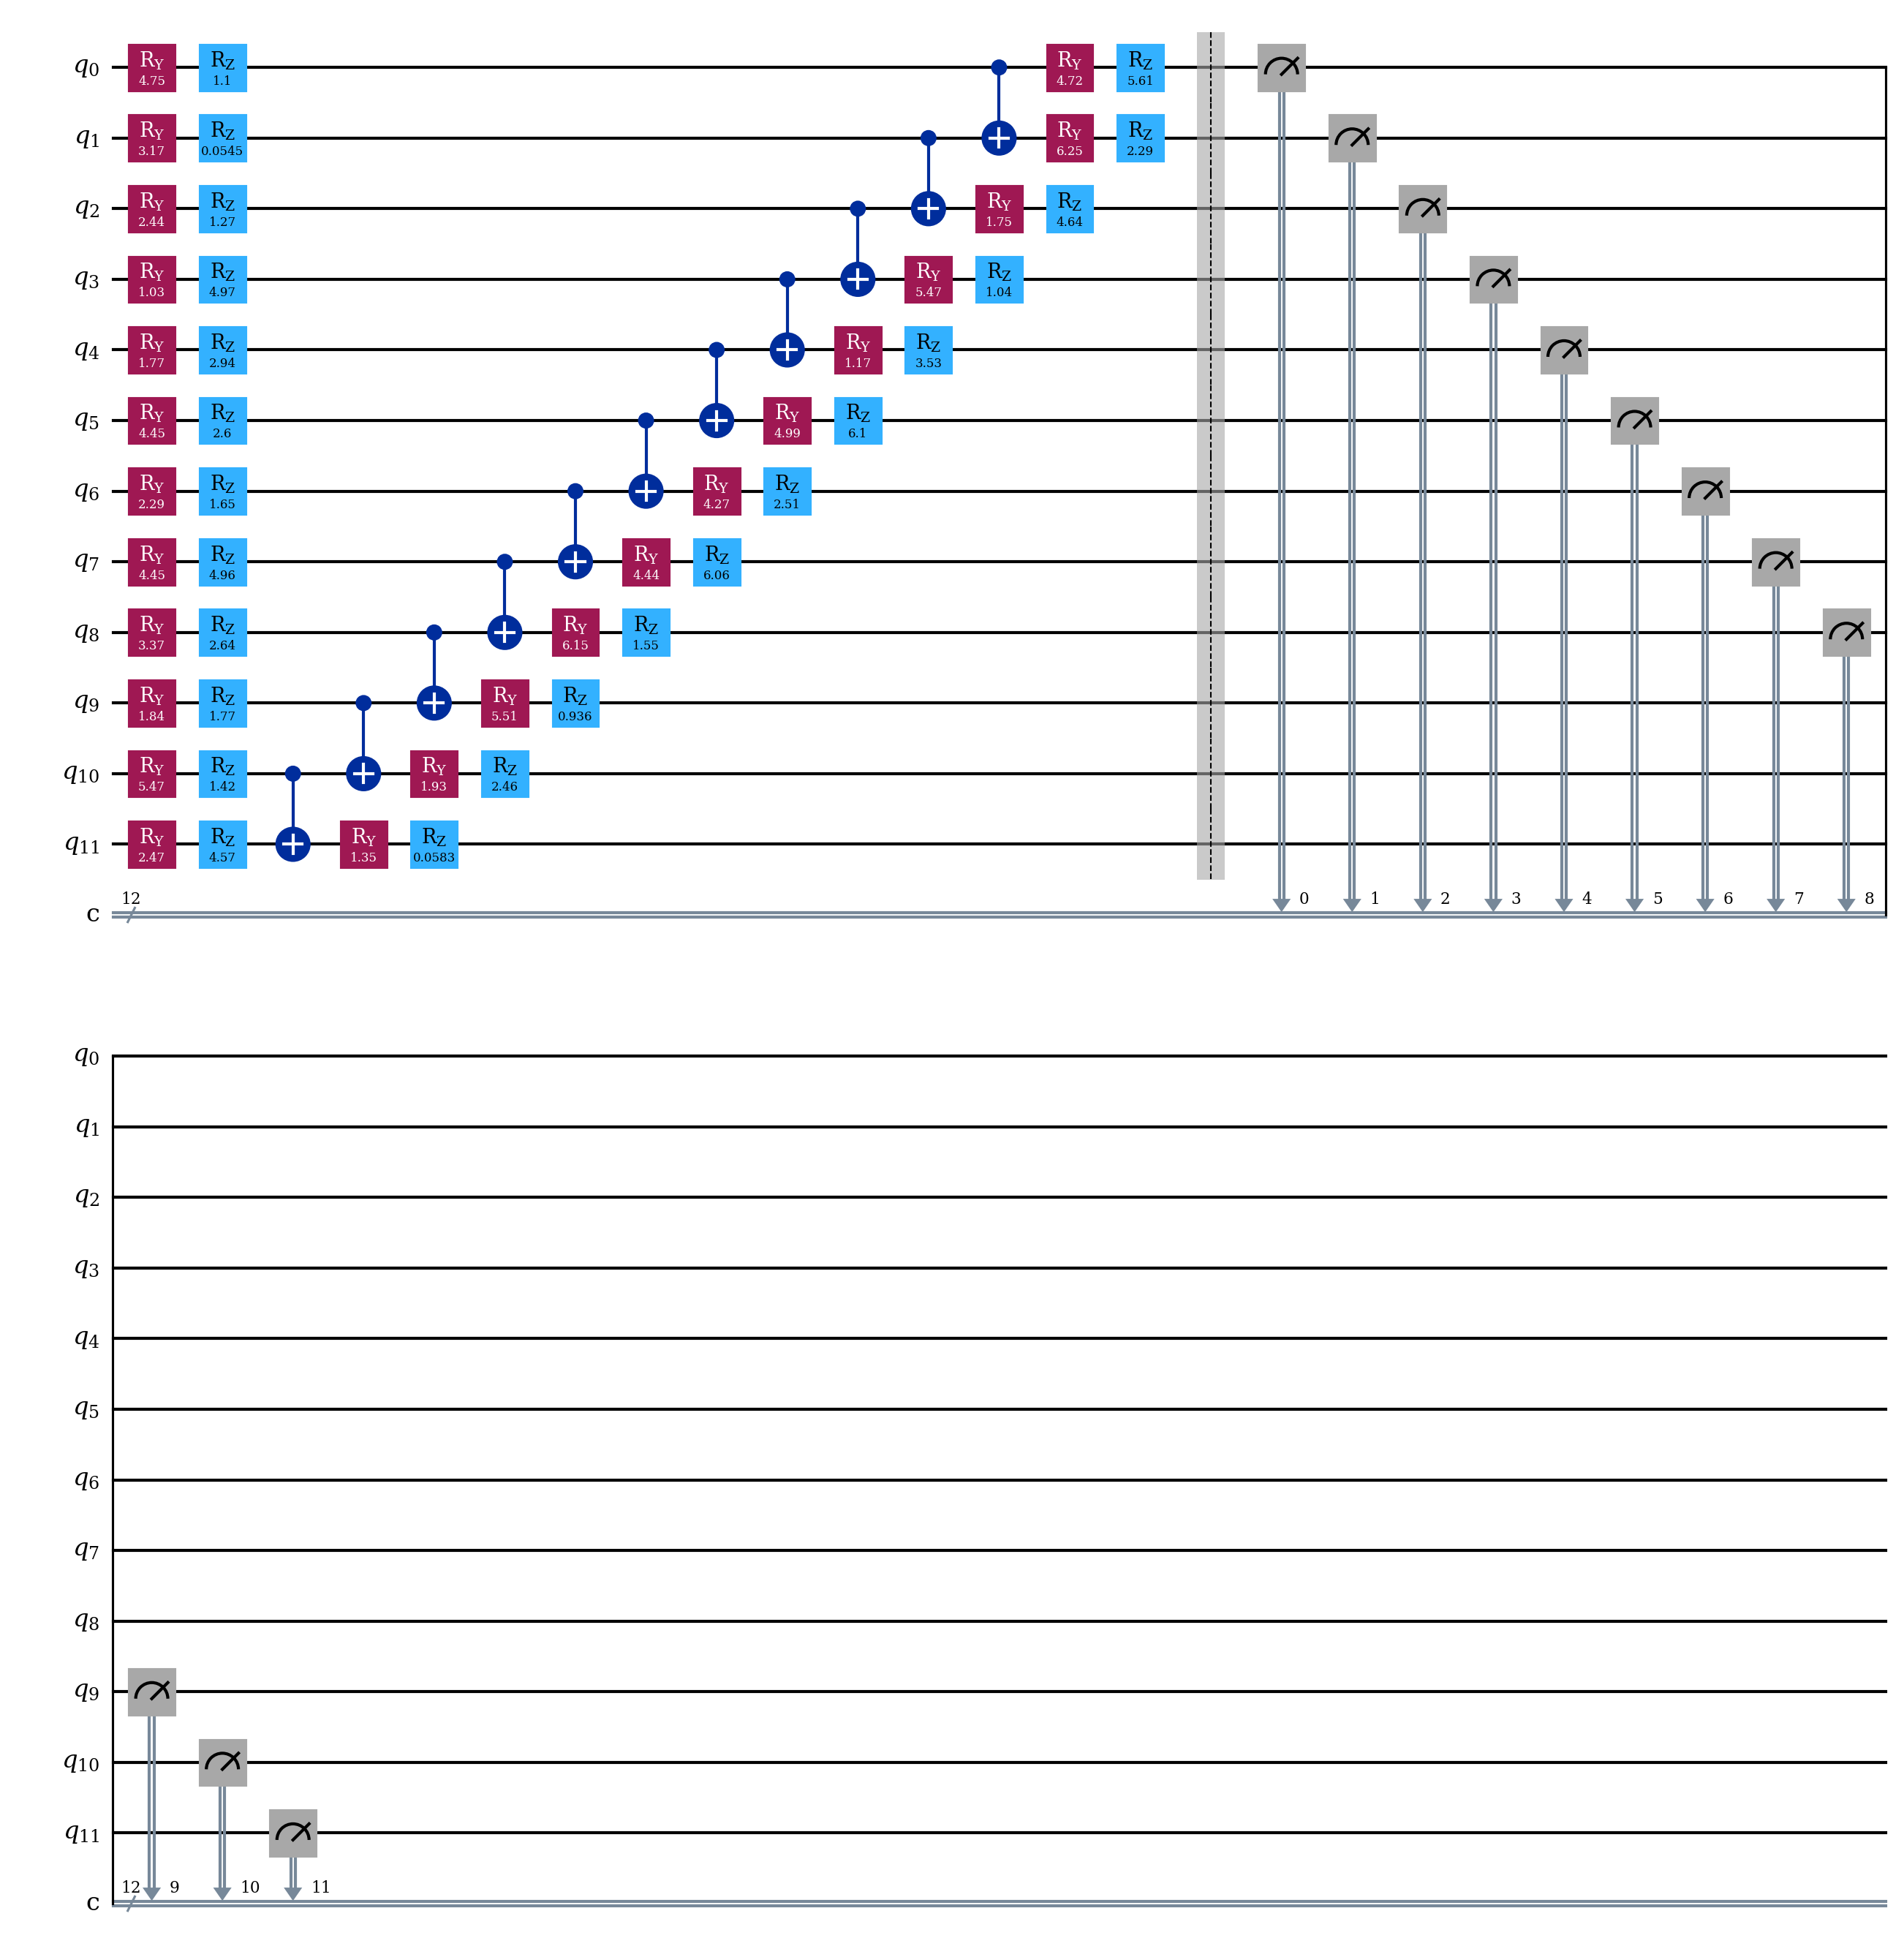 q0 RY 4.75 RZ 1.1 RY 4.72 RZ 5.61
q1 RY 3.17 RZ 0.0545 RY 6.25 RZ 2.29
q2 RY 2.44 RZ 1.27 RY 1.75 RZ 4.64
q3 RY 1.03 RZ 4.97 RY 5.47 RZ 1.04
q4 RY 1.77 RZ 2.94 RY 1.17 RZ 3.53
q5 RY 4.45 RZ 2.6 RY 4.99 RZ 6.1
q6 RY 2.29 RZ 1.65 RY 4.27 RZ 2.51
q7 RY 4.45 RZ 4.96 RY 4.44 RZ 6.06
q8 RY 3.37 RZ 2.64 RY 6.15 RZ 1.55
q9 RY 1.84 RZ 1.77 RY 5.51 RZ 0.936
q10 RY 5.47 RZ 1.42 RY 1.93 RZ 2.46
q11 RY 2.47 RZ 4.57 RY 1.35 RZ 0.0583
c 12 0 1 2 3 4 5 6 7 8
q0
q1
q2
q3
q4
q5
q6
q7
q8
q9
q10
q11
c 12 9 10 11